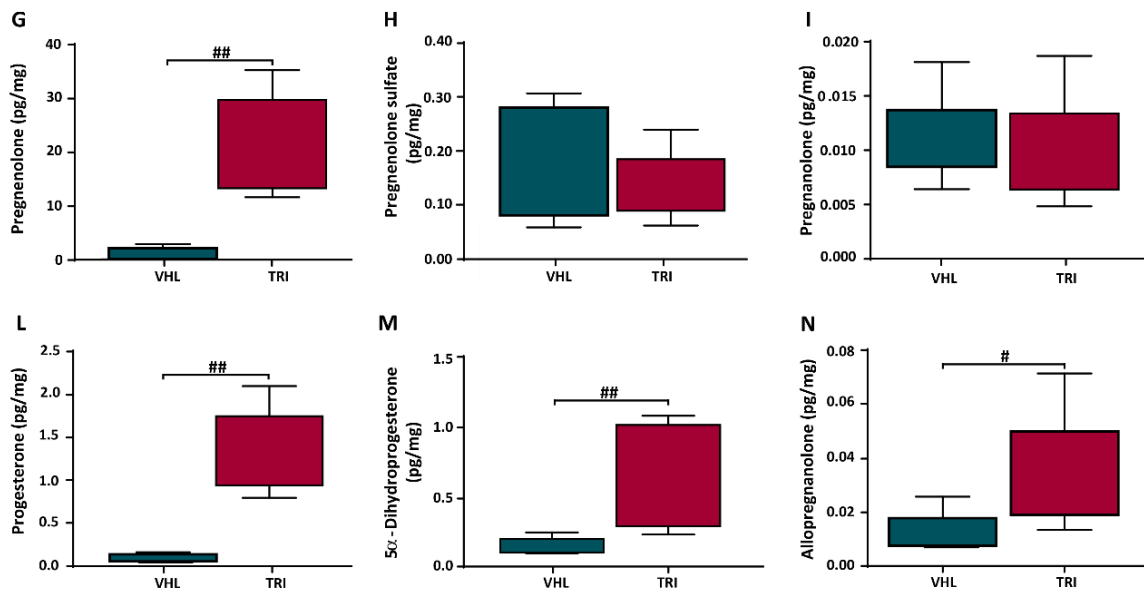 G
Pregnenolone (pg/mg)
40
30
20
10
0
##
VHL
TRI
H
Pregnenolone sulfate
(pg/mg)
0.40
0.30
0.20
0.10
0.00
VHL
TRI
I
Pregnanolone (pg/mg)
0.020
0.015
0.010
0.005
0.000
VHL
TRI
L
Progesterone (pg/mg)
2.5
2.0
1.5
1.0
0.5
0.0
##
VHL
TRI
M
5α - Dihydroprogesterone
(pg/mg)
1.5
1.0
0.5
0.0
##
VHL
TRI
N
Allopregnanolone (pg/mg)
0.08
0.06
0.04
0.02
0.00
#
VHL
TRI